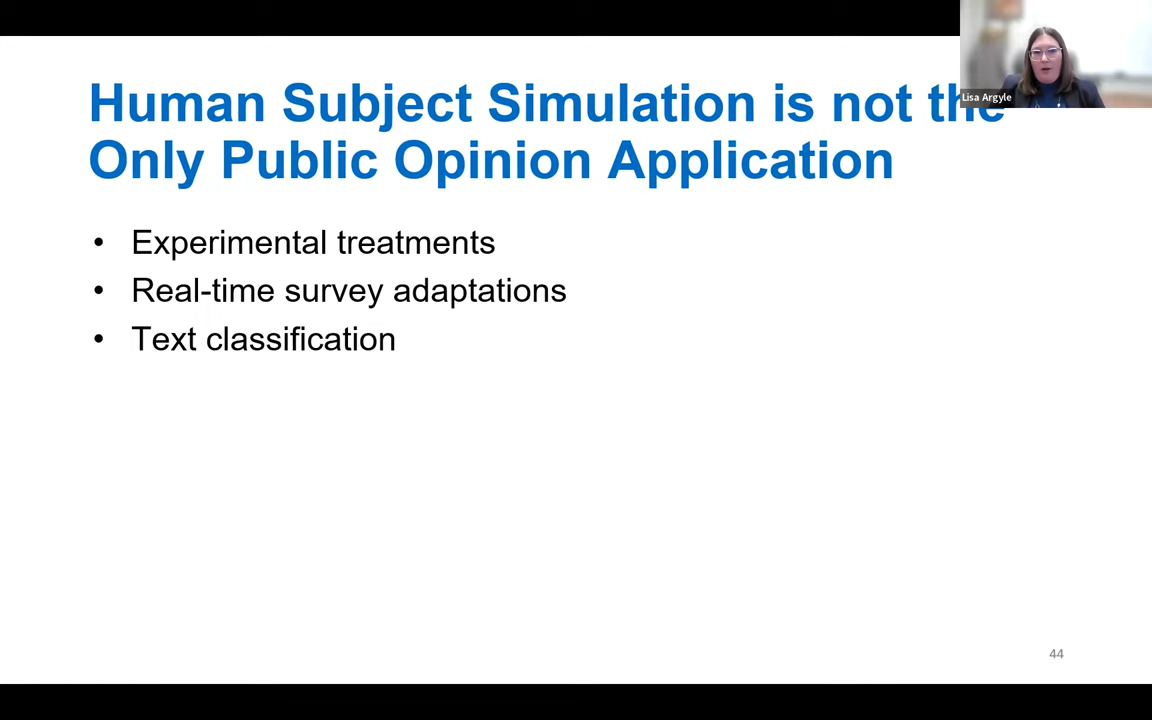 Human Subject Simulation is not the
Only Public Opinion Application
• Experimental treatments
• Real-time survey adaptations
• Text classification
Lisa Argyle
44